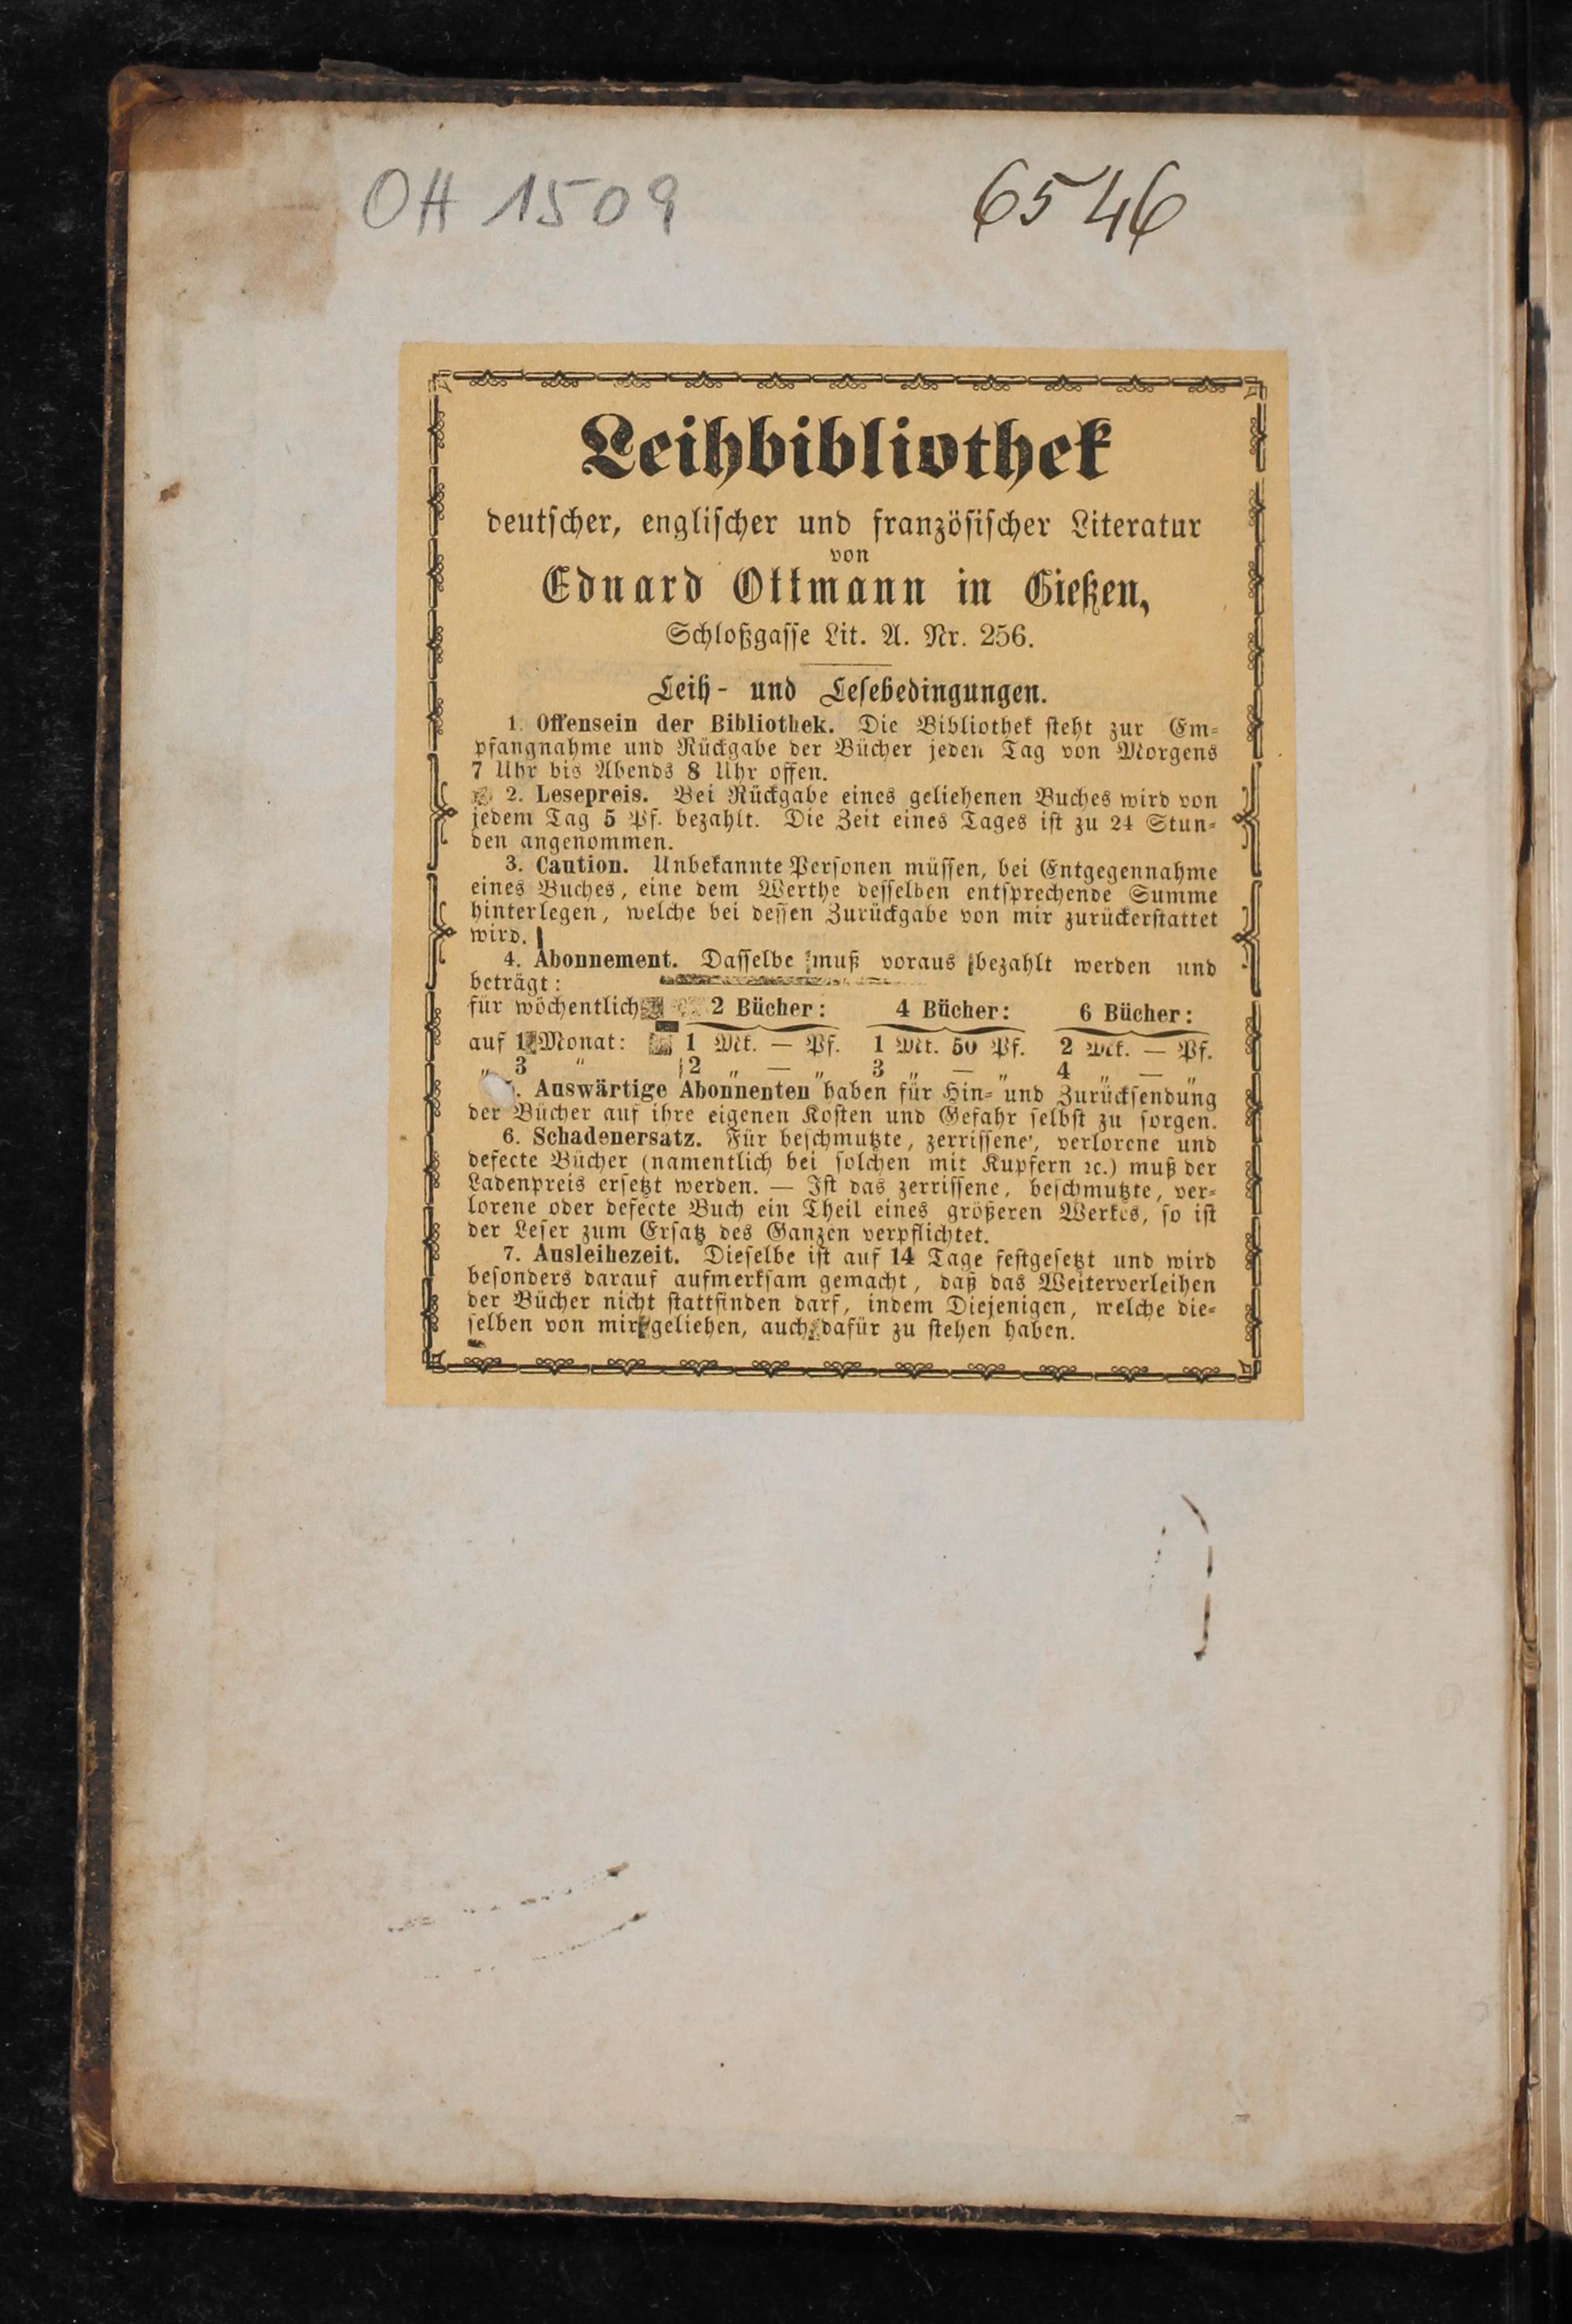 OH 1509
6546
Leihbibliothek
deutscher, englischer und französischer Literatur
von
Eduard Ottmann in Gießen,
Schloßgasse Lit. A. Nr. 256.
Leih- und Lesebedingungen.
1. Offensein der Bibliothek. Die Bibliothek steht zur Em-
pfangnahme und Rückgabe der Bücher jeden Tag von Morgens
7 Uhr bis Abends 8 Uhr offen.
2. Lesepreis. Bei Rückgabe eines geliehenen Buches wird von
jedem Tag 5 Pf. bezahlt. Die Zeit eines Tages ist zu 24 Stun-
den angenommen.
3. Caution. Unbekannte Personen müssen, bei Entgegennahme
eines Buches, eine dem Werthe desselben entsprechende Summe
hinterlegen, welche bei dessen Zurückgabe von mir zurückerstattet
wird.
4. Abonnement. Dasselbe muß voraus bezahlt werden und
beträgt:
für wöchentlich 2 Bücher: 4 Bücher: 6 Bücher:
auf 1 Monat: 1 Mk. — Pf. 1 Mk. 50 Pf. 2 Mk. — Pf.
„ 3 " 2 „ — „ 3 „ — „ 4 „ — „
. Auswärtige Abonnenten haben für Hin- und Zurücksendung
der Bücher auf ihre eigenen Kosten und Gefahr selbst zu sorgen.
6. Schadenersatz. Für beschmutzte, zerrissene, verlorene und
defecte Bücher (namentlich bei solchen mit Kupfern ꝛc.) muß der
Ladenpreis ersetzt werden. — Ist das zerrissene, beschmutzte, ver-
lorene oder defecte Buch ein Theil eines größeren Werkes, so ist
der Leser zum Ersatz des Ganzen verpflichtet.
7. Ausleihezeit. Dieselbe ist auf 14 Tage festgesetzt und wird
besonders darauf aufmerksam gemacht, daß das Weiterverleihen
der Bücher nicht stattfinden darf, indem Diejenigen, welche die-
selben von mir geliehen, auch dafür zu stehen haben.